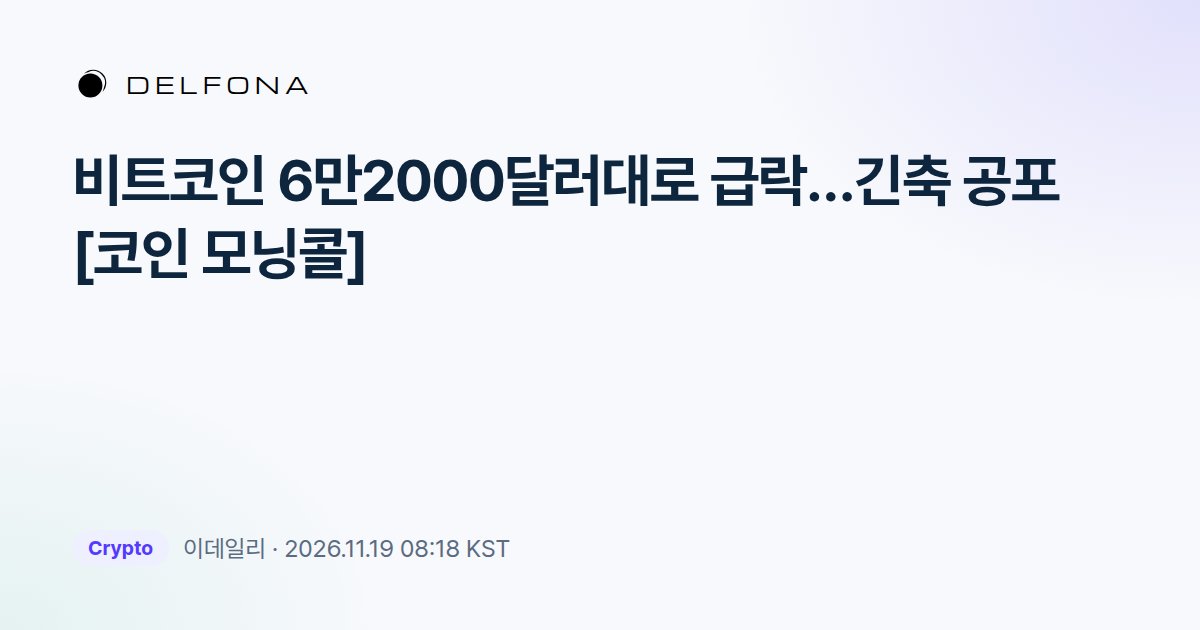 DELFONA
비트코인 6만2000달러대로 급락…긴축 공포
[코인 모닝콜]
Crypto 이데일리 · 2026.11.19 08:18 KST